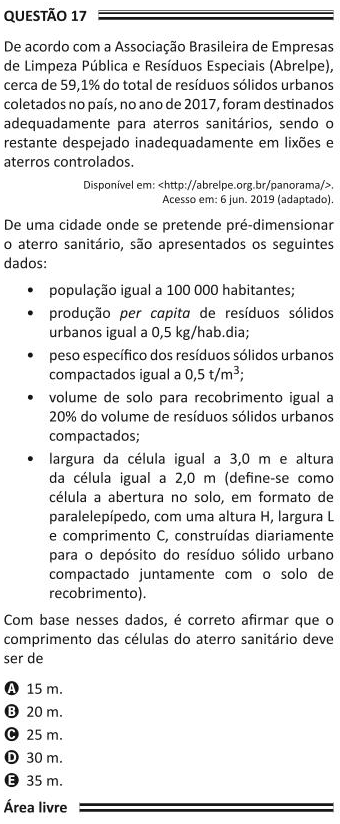 QUESTÃO 17
De acordo com a Associação Brasileira de Empresas
de Limpeza Pública e Resíduos Especiais (Abrelpe),
cerca de 59,1% do total de resíduos sólidos urbanos
coletados no país, no ano de 2017, foram destinados
adequadamente para aterros sanitários, sendo o
restante despejado inadequadamente em lixões e
aterros controlados.
Disponível em: <http://abrelpe.org.br/panorama/>.
Acesso em: 6 jun. 2019 (adaptado).
De uma cidade onde se pretende pré-dimensionar
o aterro sanitário, são apresentados os seguintes
dados:
• população igual a 100 000 habitantes;
• produção per capita de resíduos sólidos
urbanos igual a 0,5 kg/hab.dia;
• peso específico dos resíduos sólidos urbanos
compactados igual a 0,5 t/m³;
• volume de solo para recobrimento igual a
20% do volume de resíduos sólidos urbanos
compactados;
• largura da célula igual a 3,0 m e altura
da célula igual a 2,0 m (define-se como
célula a abertura no solo, em formato de
paralelepípedo, com uma altura H, largura L
e comprimento C, construídas diariamente
para o depósito do resíduo sólido urbano
compactado juntamente com o solo de
recobrimento).
Com base nesses dados, é correto afirmar que o
comprimento das células do aterro sanitário deve
ser de
A 15 m.
B 20 m.
C 25 m.
D 30 m.
E 35 m.
Área livre